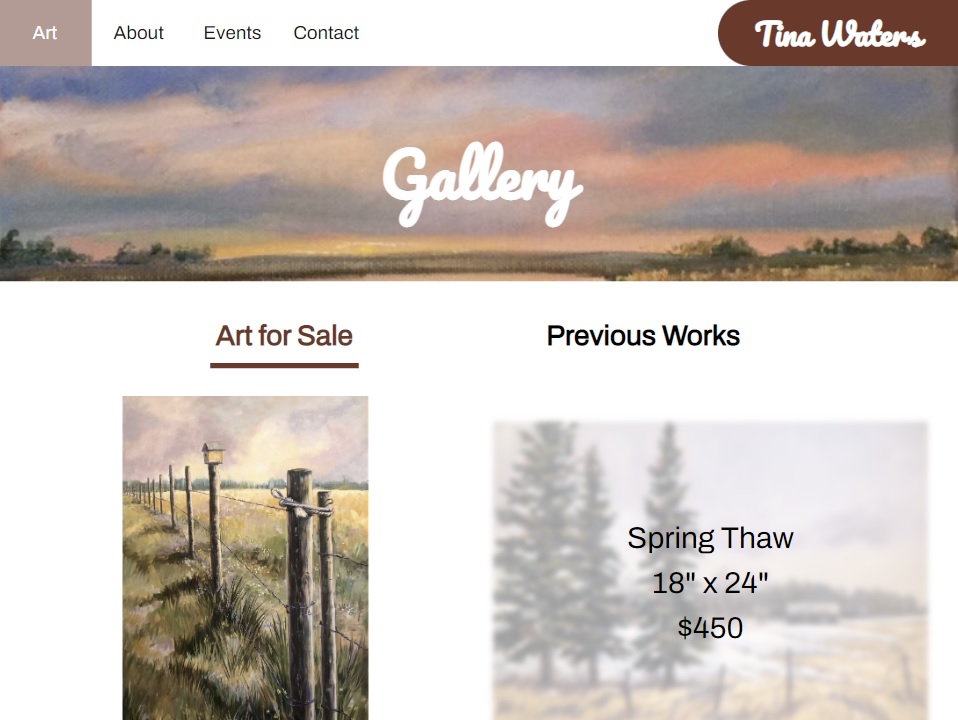 Art
About
Events
Contact
Tina Waters
Gallery
Art for Sale
Previous Works
Spring Thaw
18" x 24"
$450